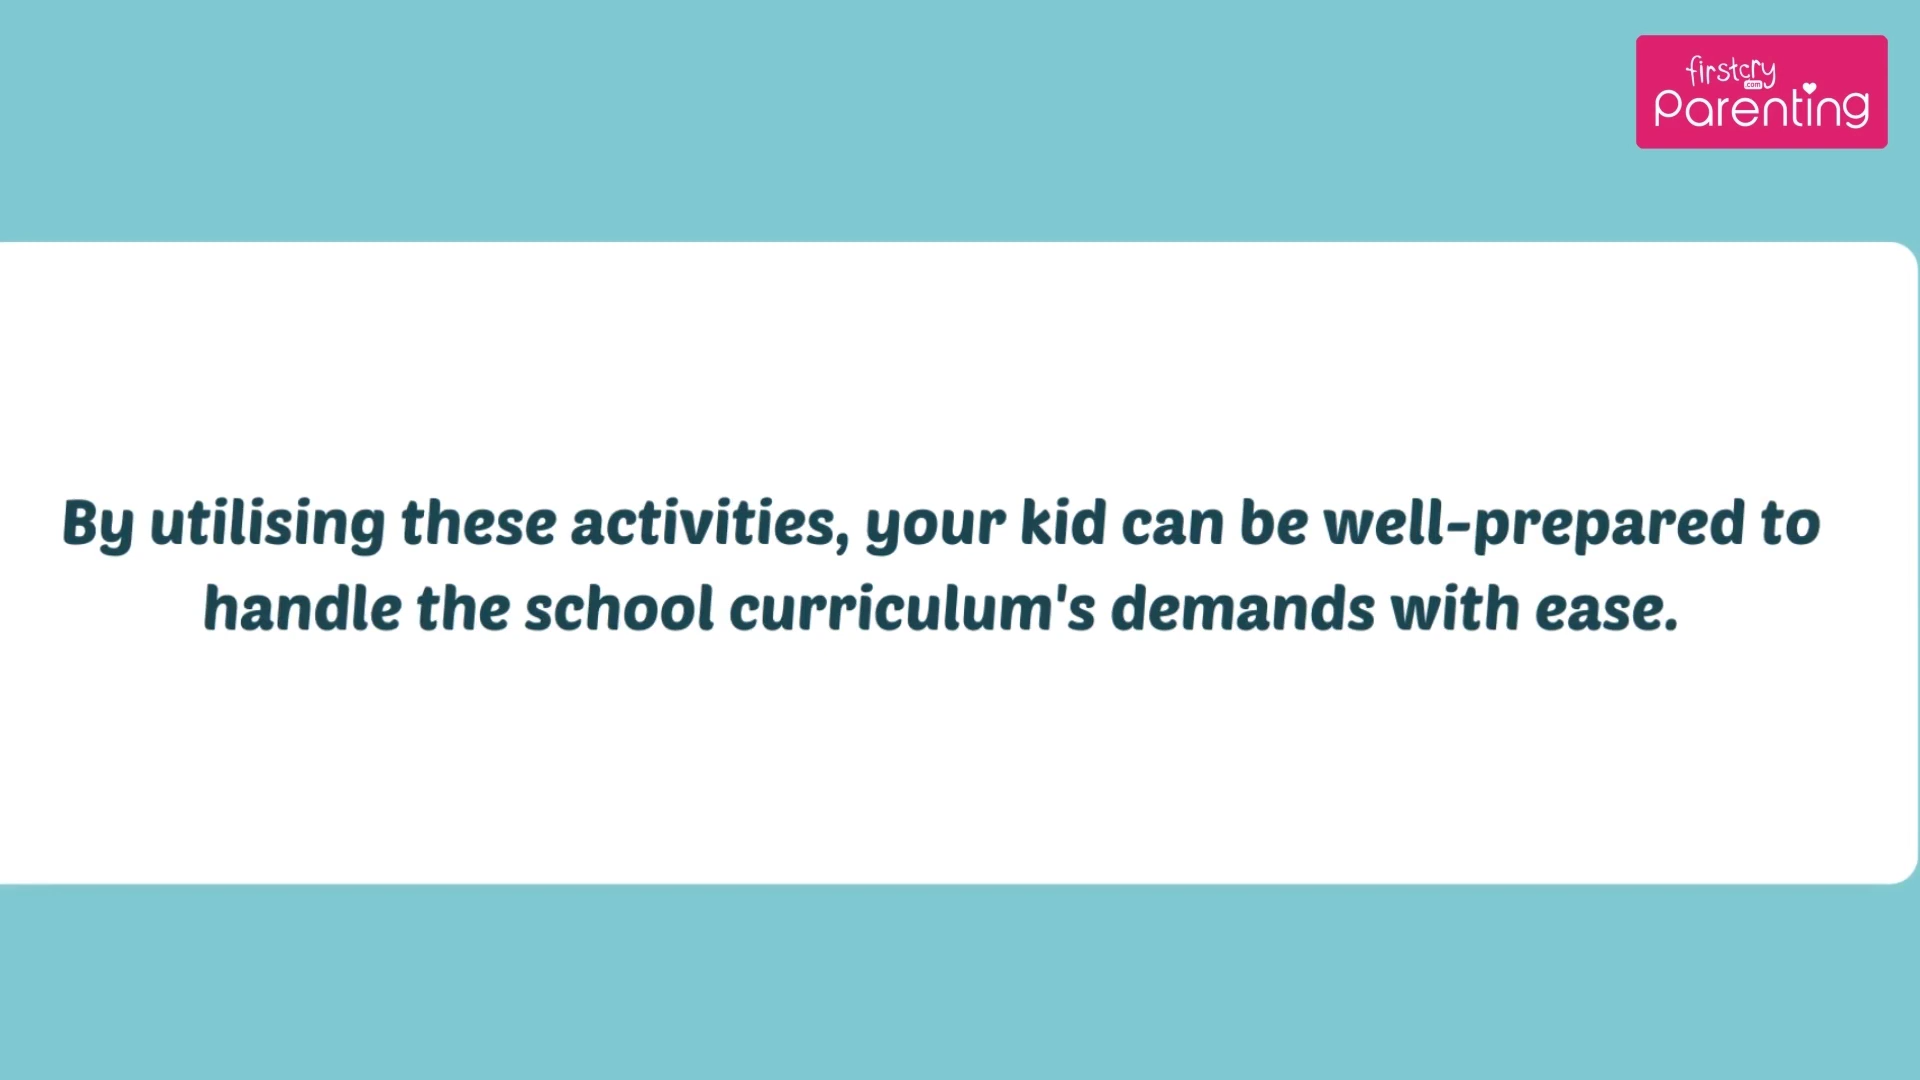 firstcry
.com
Parenting
By utilising these activities, your kid can be well-prepared to
handle the school curriculum's demands with ease.